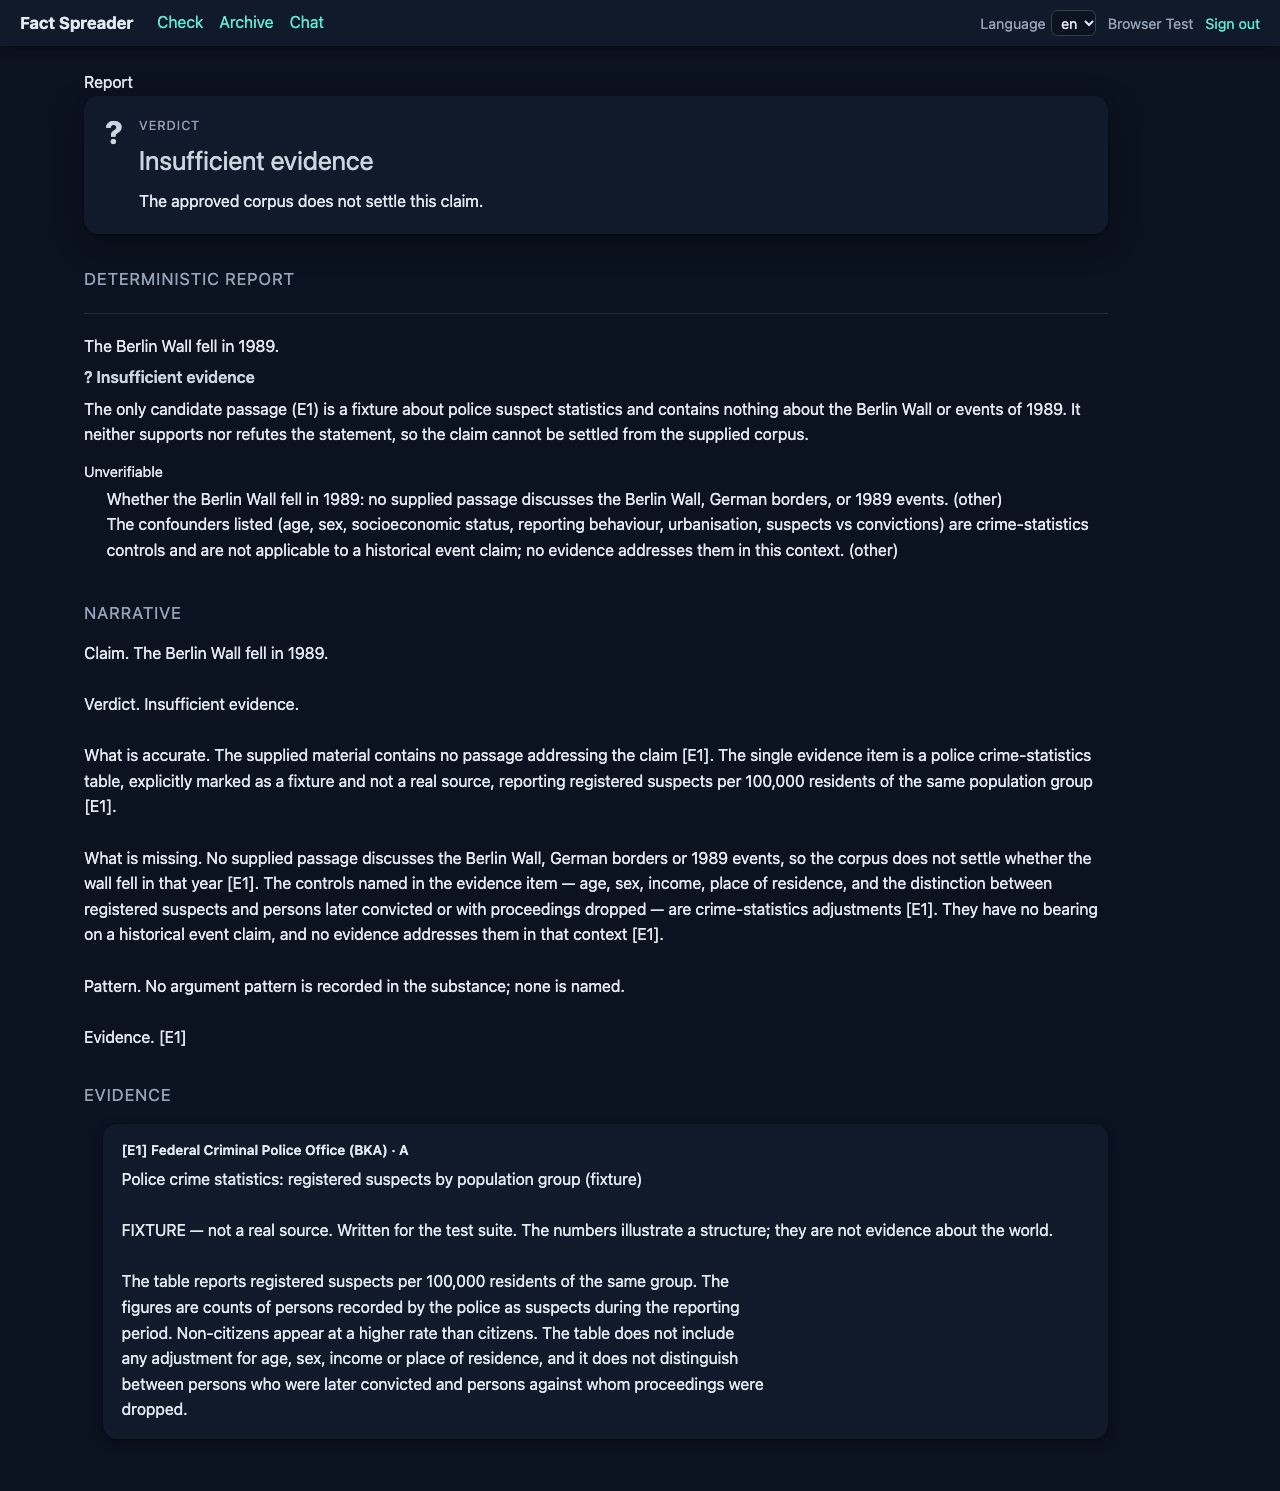 Fact Spreader Check Archive Chat Language en Browser Test Sign out
Report
?
VERDICT
Insufficient evidence
The approved corpus does not settle this claim.
DETERMINISTIC REPORT
The Berlin Wall fell in 1989.
? Insufficient evidence
The only candidate passage (E1) is a fixture about police suspect statistics and contains nothing about the Berlin Wall or events of 1989. It
neither supports nor refutes the statement, so the claim cannot be settled from the supplied corpus.
Unverifiable
Whether the Berlin Wall fell in 1989: no supplied passage discusses the Berlin Wall, German borders, or 1989 events. (other)
The confounders listed (age, sex, socioeconomic status, reporting behaviour, urbanisation, suspects vs convictions) are crime-statistics
controls and are not applicable to a historical event claim; no evidence addresses them in this context. (other)
NARRATIVE
Claim. The Berlin Wall fell in 1989.
Verdict. Insufficient evidence.
What is accurate. The supplied material contains no passage addressing the claim [E1]. The single evidence item is a police crime-statistics
table, explicitly marked as a fixture and not a real source, reporting registered suspects per 100,000 residents of the same population group
[E1].
What is missing. No supplied passage discusses the Berlin Wall, German borders or 1989 events, so the corpus does not settle whether the
wall fell in that year [E1]. The controls named in the evidence item — age, sex, income, place of residence, and the distinction between
registered suspects and persons later convicted or with proceedings dropped — are crime-statistics adjustments [E1]. They have no bearing
on a historical event claim, and no evidence addresses them in that context [E1].
Pattern. No argument pattern is recorded in the substance; none is named.
Evidence. [E1]
EVIDENCE
[E1] Federal Criminal Police Office (BKA) · A
Police crime statistics: registered suspects by population group (fixture)
FIXTURE — not a real source. Written for the test suite. The numbers illustrate a structure; they are not evidence about the world.
The table reports registered suspects per 100,000 residents of the same group. The
figures are counts of persons recorded by the police as suspects during the reporting
period. Non-citizens appear at a higher rate than citizens. The table does not include
any adjustment for age, sex, income or place of residence, and it does not distinguish
between persons who were later convicted and persons against whom proceedings were
dropped.